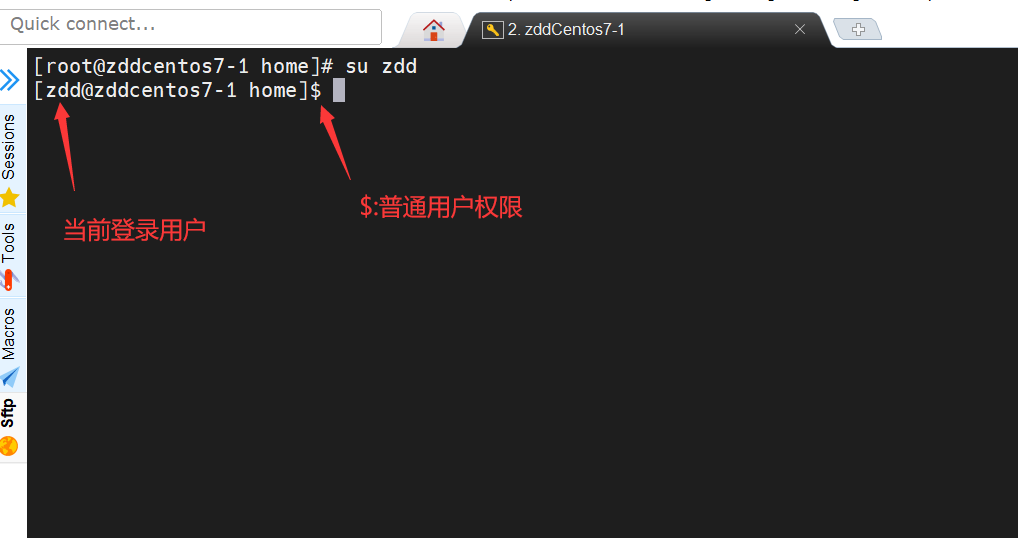 Quick connect...
2. zddCentos7-1
[root@zddcentos7-1 home]# su zdd
[zdd@zddcentos7-1 home]$
Sessions
Tools
Macros
Sftp
$:普通用户权限
当前登录用户